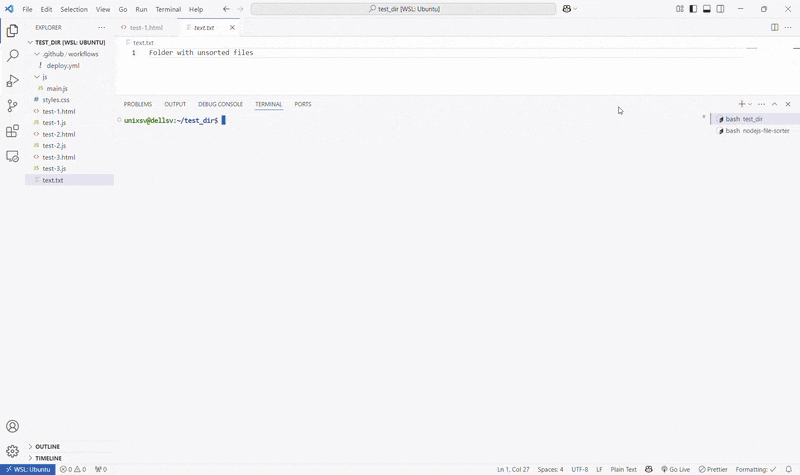 File Edit Selection View Go Run Terminal Help
test_dir [WSL: Ubuntu]
EXPLORER
TEST_DIR [WSL: UBUNTU]
.github / workflows
deploy.yml
js
JS main.js
# styles.css
<> test-1.html
JS test-1.js
<> test-2.html
JS test-2.js
<> test-3.html
JS test-3.js
text.txt
OUTLINE
TIMELINE
<> test-1.html
text.txt
text.txt
1 Folder with unsorted files
PROBLEMS OUTPUT DEBUG CONSOLE TERMINAL PORTS
unixsv@dellsv:~/test_dir$
bash test_dir
bash nodejs-file-sorter
WSL: Ubuntu 0 0 0 Ln 1, Col 27 Spaces: 4 UTF-8 LF Plain Text Go Live Prettier Formatting: